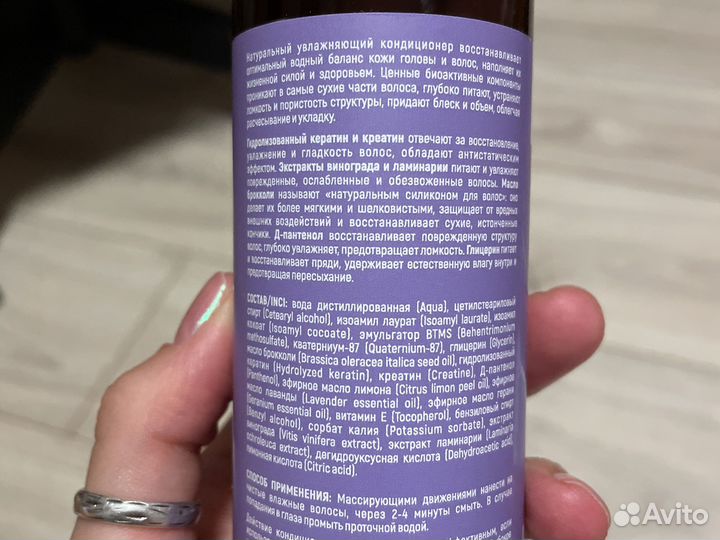 Натуральный увлажняющий кондиционер восстанавливает
оптимальный водный баланс кожи головы и волос, наполняет их
жизненной силой и здоровьем. Ценные биоактивные компоненты
проникают в самые сухие части волоса, глубоко питают, устраняют
ломкость и пористость структуры, придают блеск и объем, облегчая
расчесывание и укладку.
Гидролизованный кератин и креатин отвечают за восстановление,
увлажнение и гладкость волос, обладают антистатическим
эффектом. Экстракты винограда и ламинарии питают и увлажняют
поврежденные, ослабленные и обезвоженные волосы. Масло
брокколи называют «натуральным силиконом для волос»: оно
делает их более мягкими и шелковистыми, защищает от вредных
внешних воздействий и восстанавливает сухие, истонченные
кончики. Д-пантенол восстанавливает поврежденную структуру
волос, глубоко увлажняет, предотвращает ломкость. Глицерин питает
и восстанавливает пряди, удерживает естественную влагу внутри и
предотвращая пересыхание.
СОСТАВ/INCI: вода дистиллированная (Aqua), цетилстеариловый
спирт (Cetearyl alcohol), изоамил лаурат (Isoamyl laurate), изоамил
кокоат (Isoamyl cocoate), эмульгатор BTMS (Behentrimonium
methosulfate), кватерниум-87 (Quaternium-87), глицерин (Glycerin),
масло брокколи (Brassica oleracea italica seed oil), гидролизованный
кератин (Hydrolyzed keratin), креатин (Creatine), Д-пантенол
(Panthenol), эфирное масло лимона (Citrus limon peel oil), эфирное
масло лаванды (Lavender essential oil), эфирное масло герани
(Geranium essential oil), витамин Е (Tocopherol), бензиловый спирт
(Benzyl alcohol), сорбат калия (Potassium sorbate), экстракт
винограда (Vitis vinifera extract), экстракт ламинарии (Laminaria
ochroleuca extract), дегидроуксусная кислота (Dehydroacetic acid),
лимонная кислота (Citric acid).
СПОСОБ ПРИМЕНЕНИЯ: Массирующими движениями нанести на
чистые влажные волосы, через 2-4 минуты смыть. В случае
попадания в глаза промыть проточной водой.
Действие если
Avito